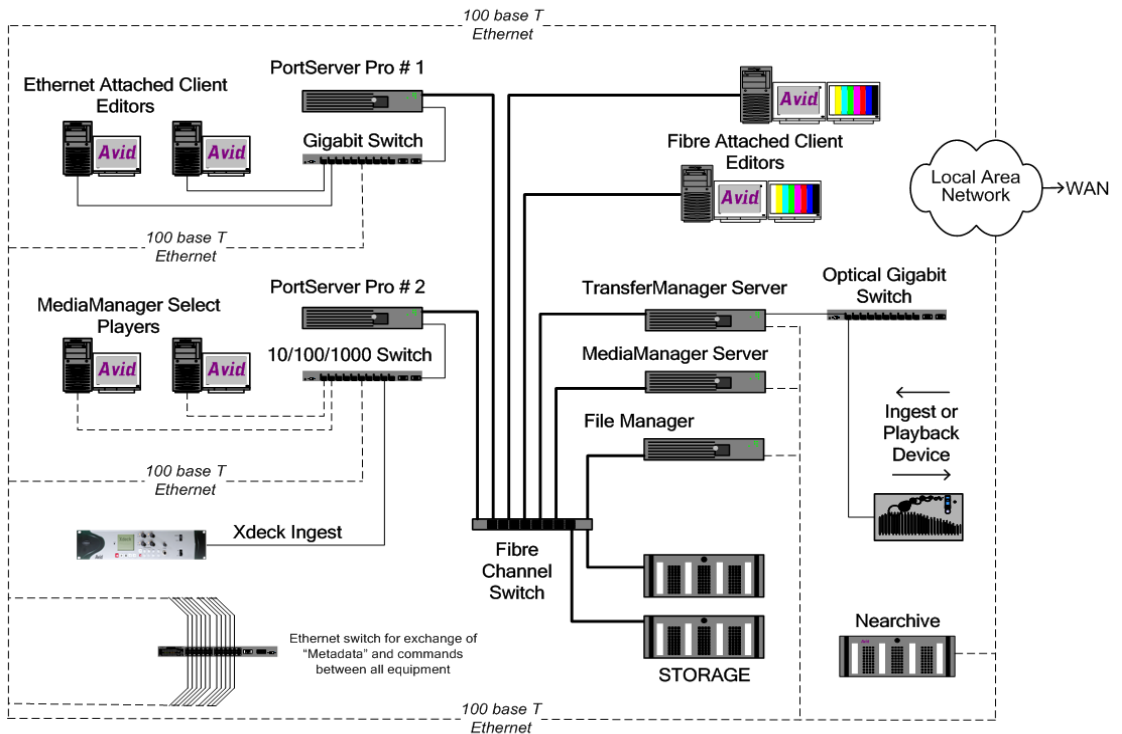 100 base T
Ethernet
Ethernet Attached Client
Editors
Avid
Avid
PortServer Pro # 1
Gigabit Switch
Avid
Fibre Attached Client
Editors
Avid
Local Area
Network
WAN
100 base T
Ethernet
MediaManager Select
Players
Avid
Avid
PortServer Pro # 2
10/100/1000 Switch
TransferManager Server
Optical Gigabit
Switch
MediaManager Server
File Manager
Ingest or
Playback
Device
100 base T
Ethernet
Xdeck Ingest
Fibre
Channel
Switch
Ethernet switch for exchange of
“Metadata” and commands
between all equipment
STORAGE
Nearchive
Avid
100 base T
Ethernet